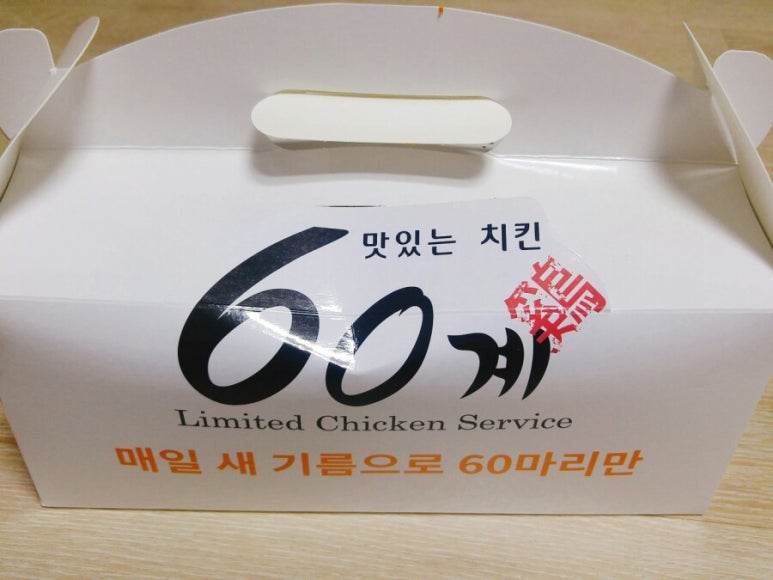 맛있는 치킨
60계
鷄
Limited Chicken Service
매일 새 기름으로 60마리만